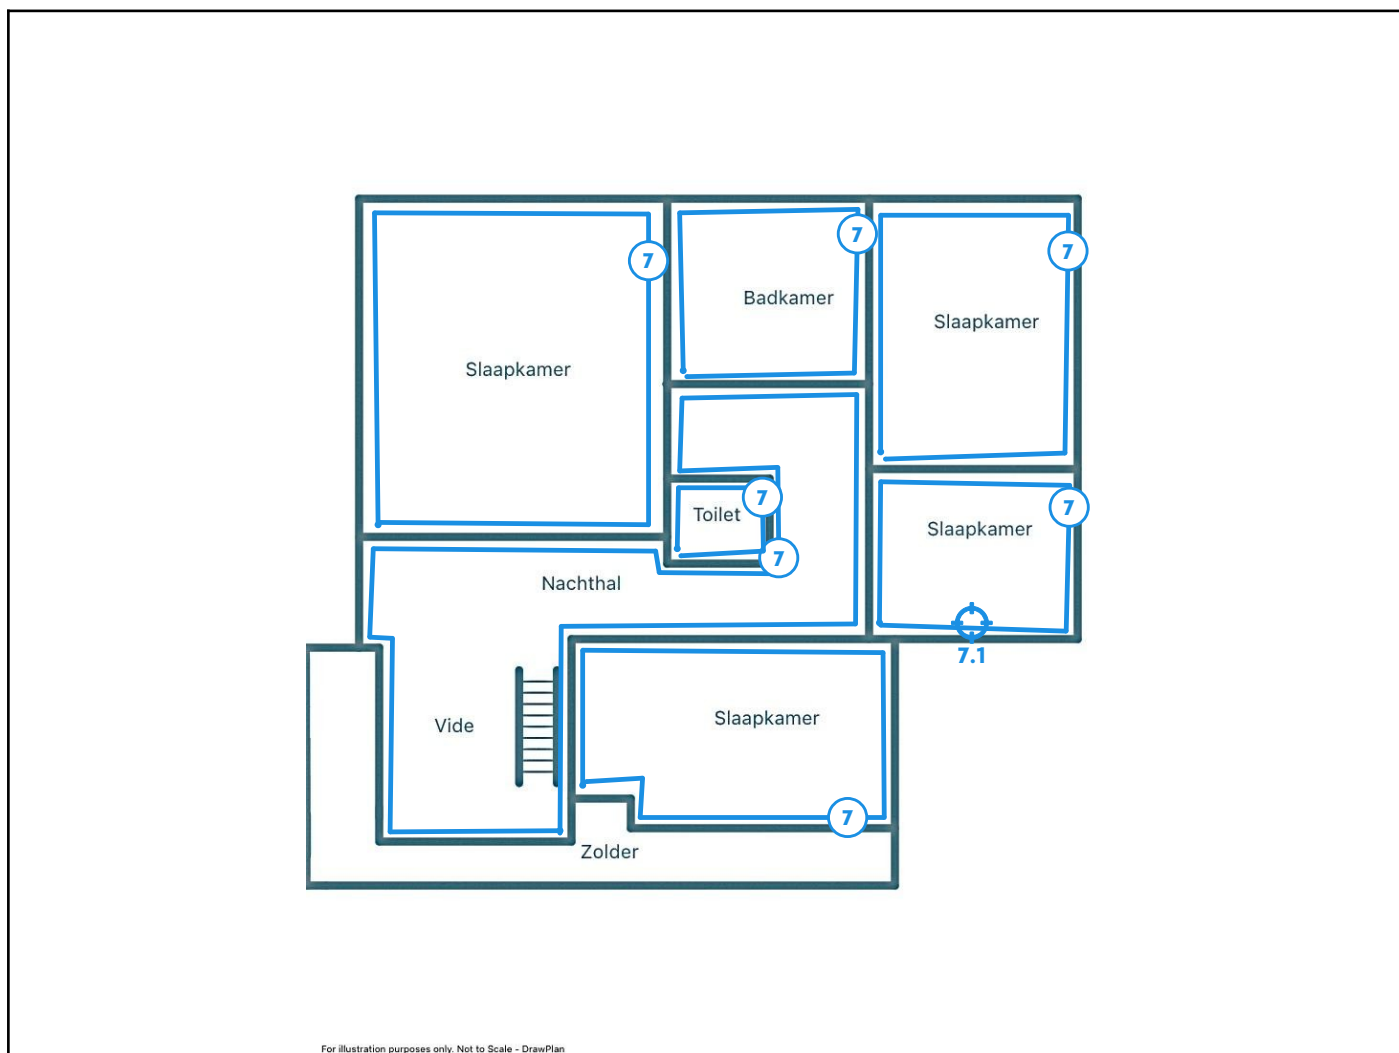 7
7
7
Badkamer
Slaapkamer
Slaapkamer
7
7
Toilet
Slaapkamer
7
Nachthal
7.1
Slaapkamer
Vide
7
Zolder
For illustration purposes only. Not to Scale - DrawPlan